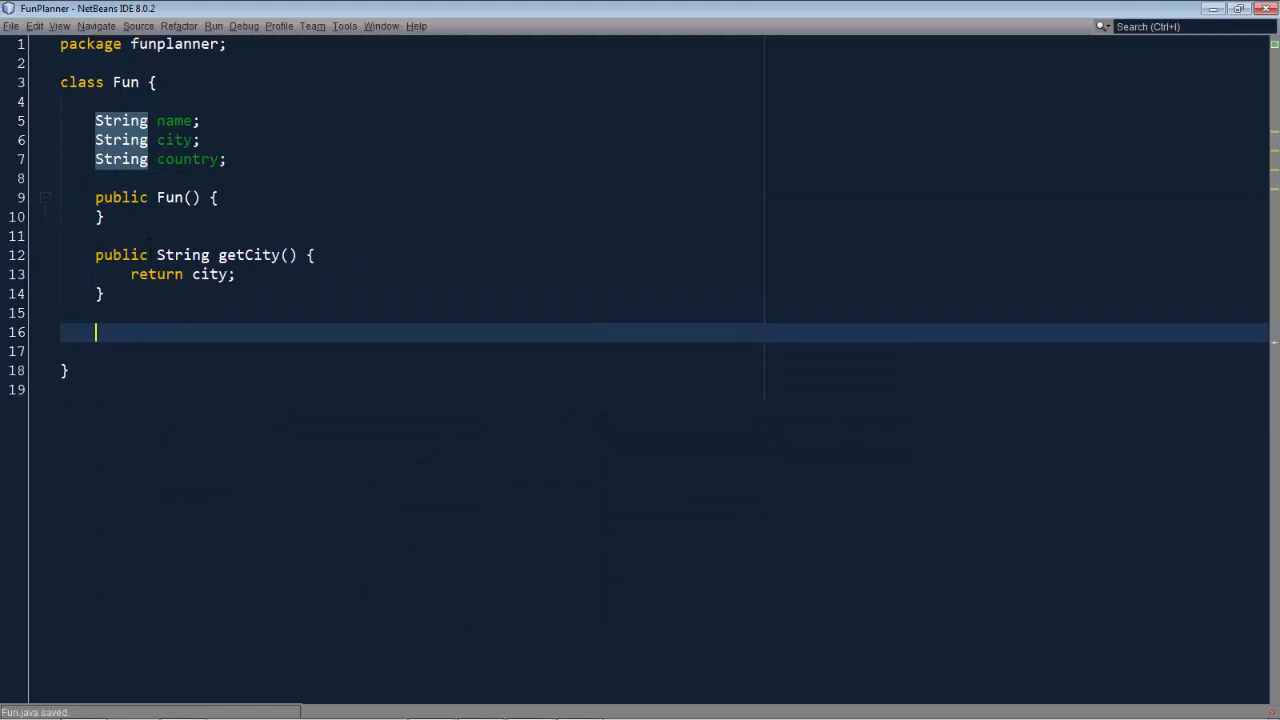 FunPlanner - NetBeans IDE 8.0.2
File Edit View Navigate Source Refactor Run Debug Profile Team Tools Window Help
Search (Ctrl+I)
1 package funplanner;
2
3 class Fun {
4
5 String name;
6 String city;
7 String country;
8
9 public Fun() {
10 }
11
12 public String getCity() {
13 return city;
14 }
15
16
17
18 }
19
Fun.java saved.